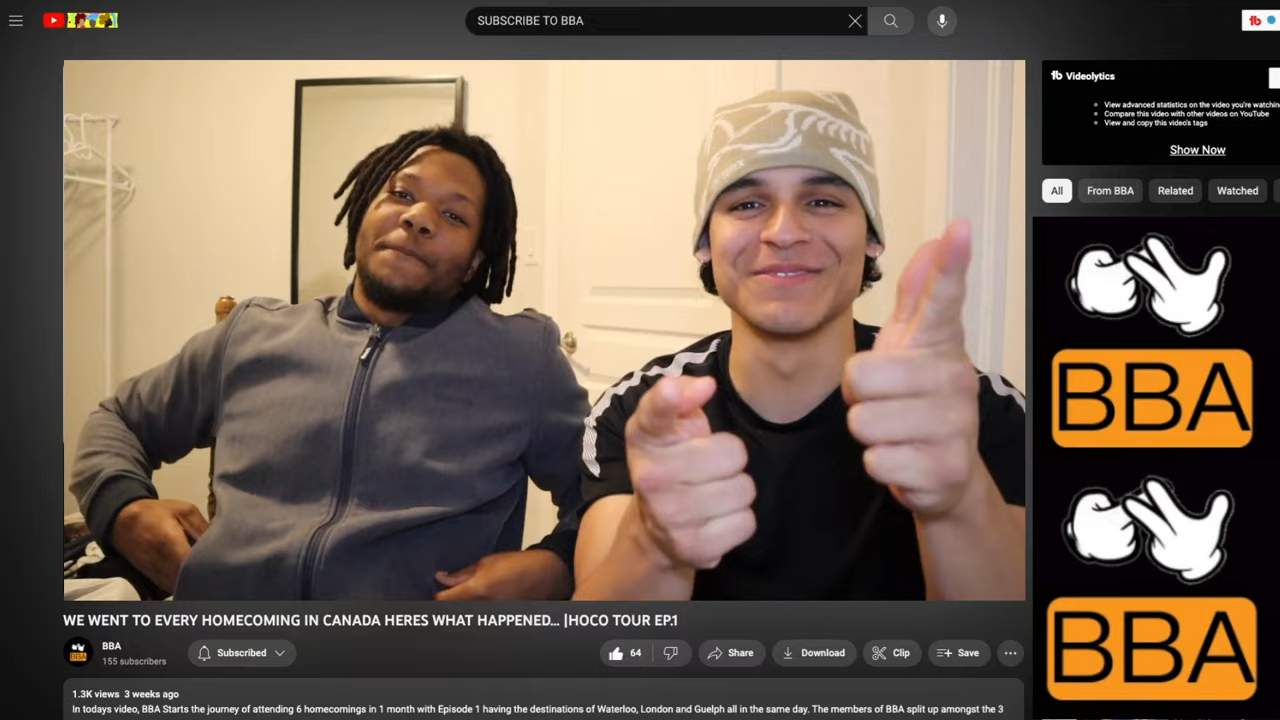 SUBSCRIBE TO BBA
tb
tb Videolytics
View advanced statistics on the video you're watchin
Compare this video with other videos on YouTube
View and copy this video's tags
Show Now
All
From BBA
Related
Watched
BBA
BBA
WE WENT TO EVERY HOMECOMING IN CANADA HERES WHAT HAPPENED... |HOCO TOUR EP.1
BBA
BBA
155 subscribers
Subscribed
64
Share
Download
Clip
Save
1.3K views 3 weeks ago
In todays video, BBA Starts the journey of attending 6 homecomings in 1 month with Episode 1 having the destinations of Waterloo, London and Guelph all in the same day. The members of BBA split up amongst the 3